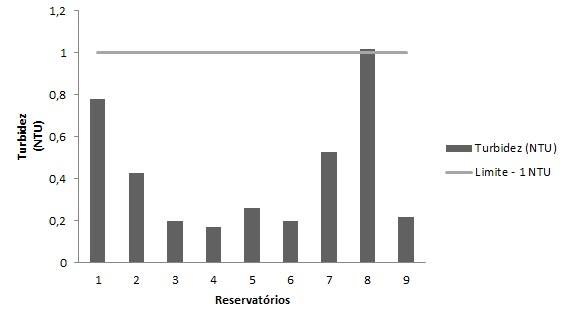 1,2
1
0,8
0,6
0,4
0,2
0
Turbidez
(NTU)
1 2 3 4 5 6 7 8 9
Reservatórios
Turbidez (NTU)
Limite - 1 NTU